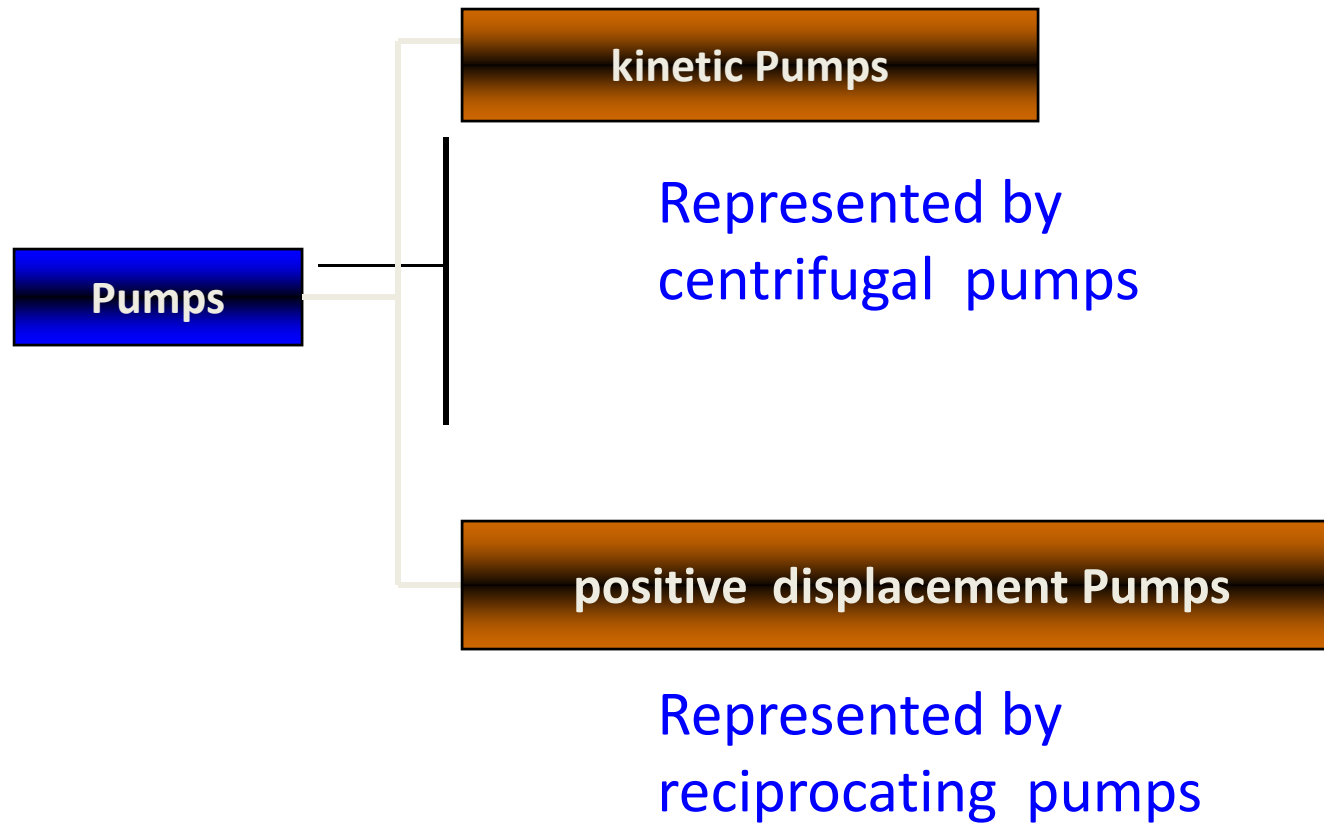 kinetic Pumps
Represented by
centrifugal  pumps
Pumps
positive  displacement Pumps
Represented by
reciprocating  pumps